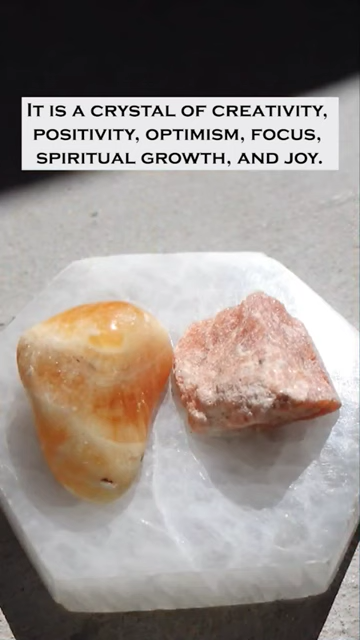 It is a crystal of creativity,
positivity, optimism, focus,
spiritual growth, and joy.